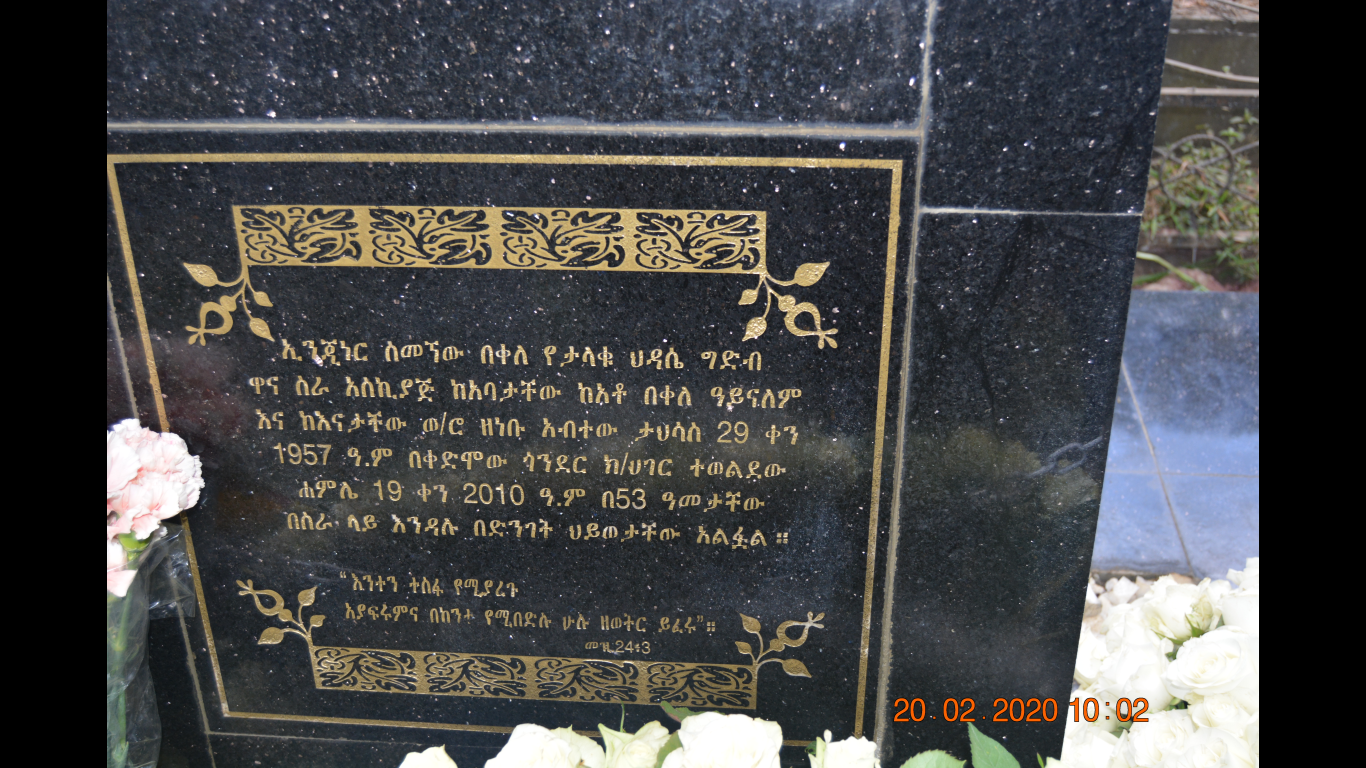 ኢንጂነር ስመኘው በቀለ የታላቁ ህዳሴ ግድብ
ዋና ስራ አስኪያጅ ከአባታቸው ከአቶ በቀለ ዓይናለም
እና ከእናታቸው ወ/ሮ ዘነቡ አብተው ታህሳስ 29 ቀን
1957 ዓ.ም በቀድሞው ጎንደር ክ/ሀገር ተወልደው
ሐምሌ 19 ቀን 2010 ዓ.ም በ53 ዓመታቸው
በስራ ላይ እንዳሉ በድንገት ህይወታቸው አልፏል።
“እንተን ተስፋ የሚያረጉ
አያፍሩምና በከንቱ የሚበድሉ ሁሉ ዘወትር ይፈሩ”።
መዝ 24፥3
20.02.2020 10:02